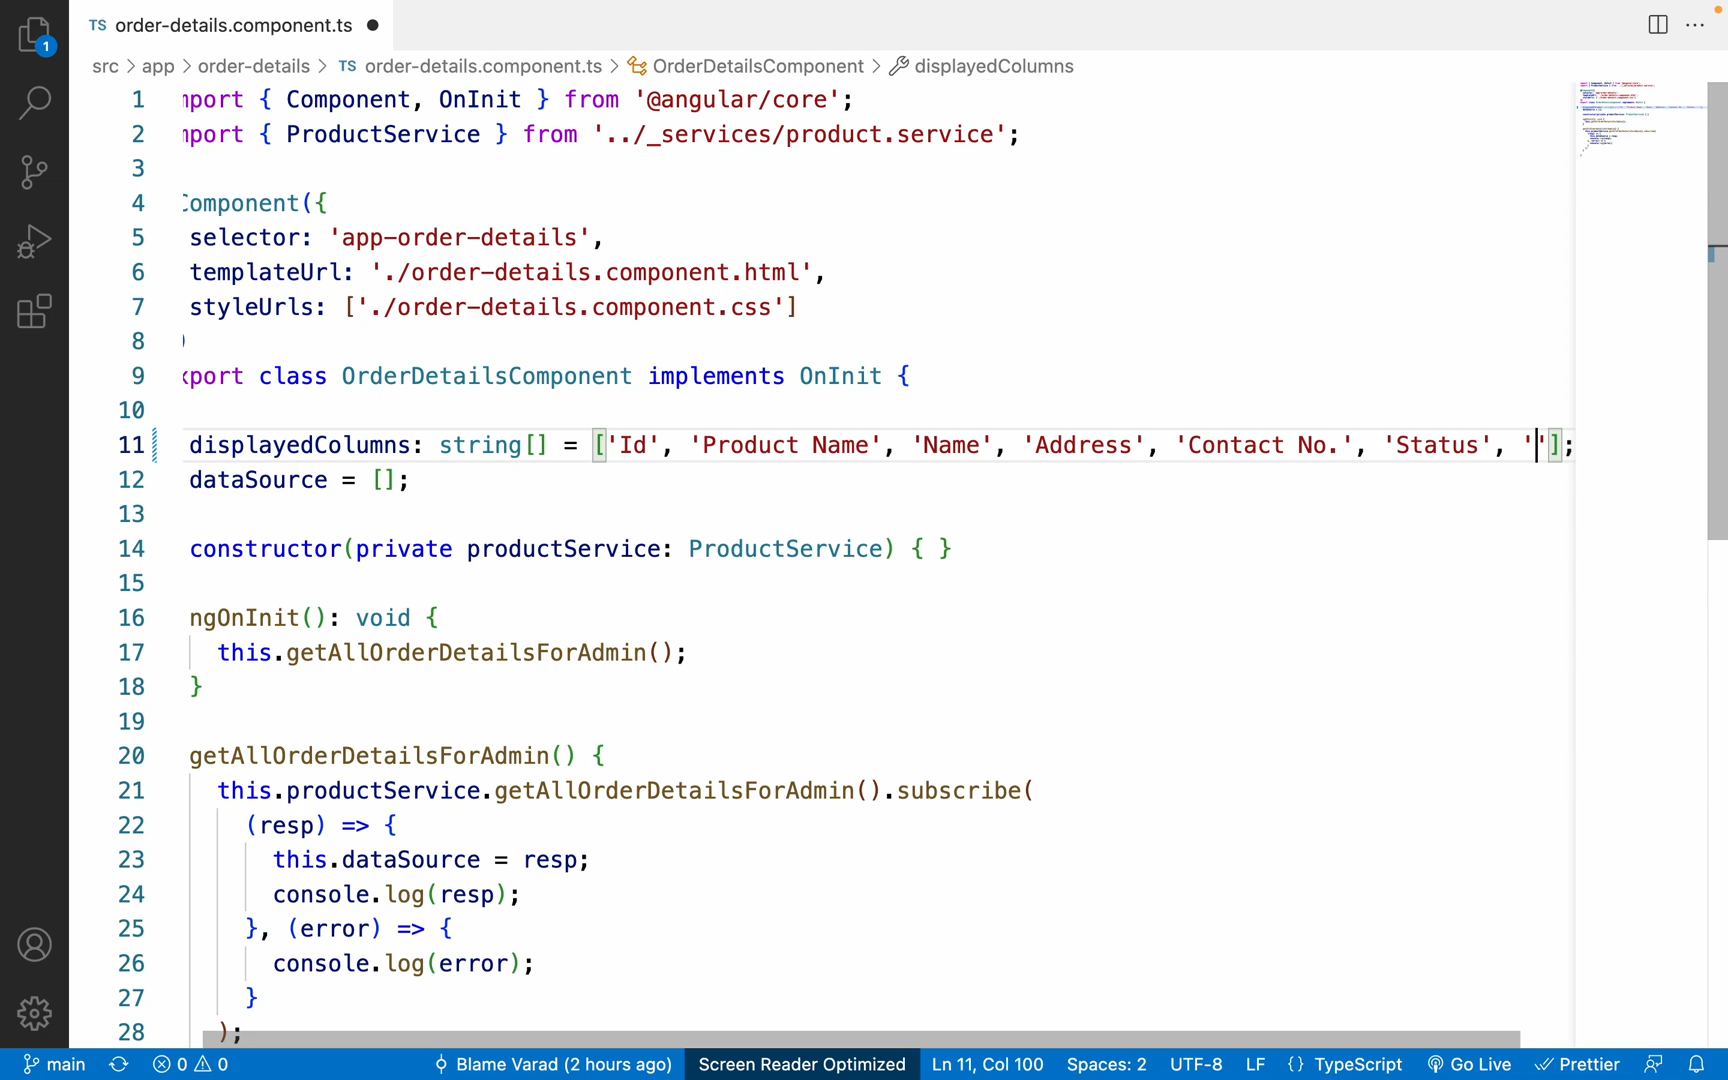 TS order-details.component.ts ●
src > app > order-details > TS order-details.component.ts > OrderDetailsComponent > displayedColumns
1 mport { Component, OnInit } from '@angular/core';
2 mport { ProductService } from '../_services/product.service';
3
4 Component({
5 selector: 'app-order-details',
6 templateUrl: './order-details.component.html',
7 styleUrls: ['./order-details.component.css']
8 )
9 xport class OrderDetailsComponent implements OnInit {
10
11 displayedColumns: string[] = ['Id', 'Product Name', 'Name', 'Address', 'Contact No.', 'Status', ''];
12 dataSource = [];
13
14 constructor(private productService: ProductService) { }
15
16 ngOnInit(): void {
17 this.getAllOrderDetailsForAdmin();
18 }
19
20 getAllOrderDetailsForAdmin() {
21 this.productService.getAllOrderDetailsForAdmin().subscribe(
22 (resp) => {
23 this.dataSource = resp;
24 console.log(resp);
25 }, (error) => {
26 console.log(error);
27 }
28 );
1
main 0 0 Blame Varad (2 hours ago) Screen Reader Optimized Ln 11, Col 100 Spaces: 2 UTF-8 LF {} TypeScript Go Live Prettier